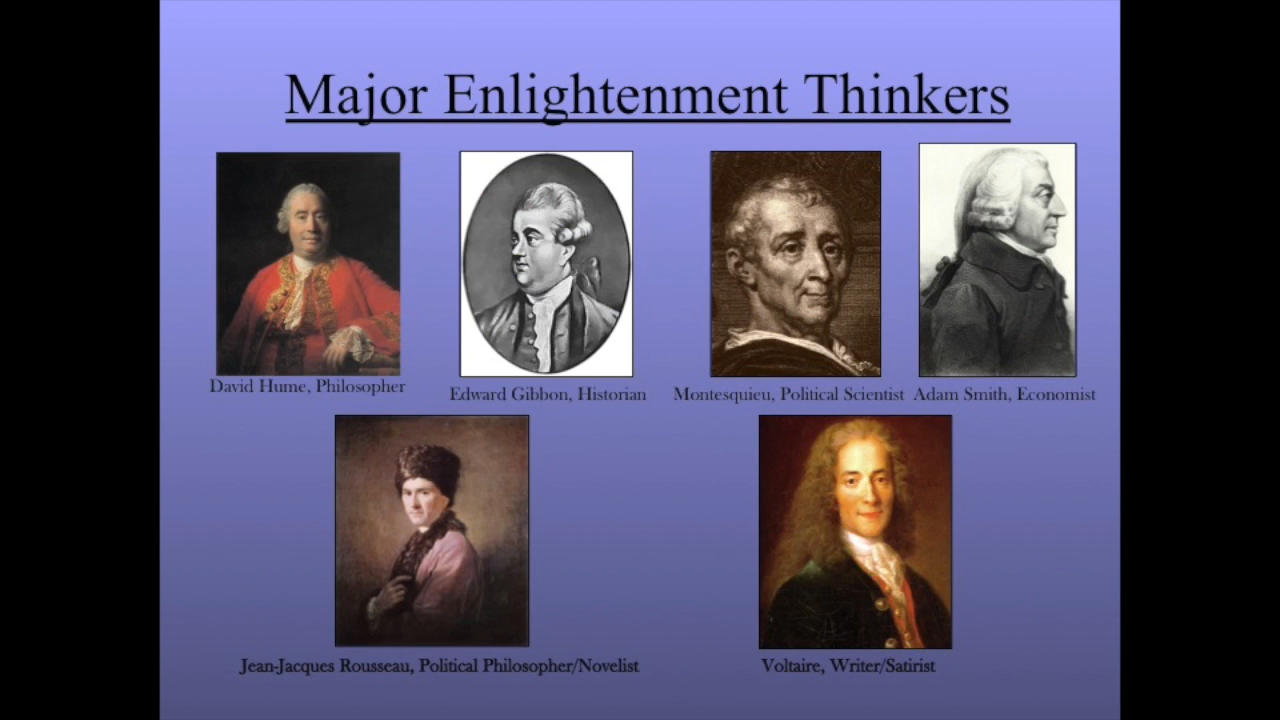 Major Enlightenment Thinkers
David Hume, Philosopher
Edward Gibbon, Historian
Montesquieu, Political Scientist
Adam Smith, Economist
Jean-Jacques Rousseau, Political Philosopher/Novelist
Voltaire, Writer/Satirist